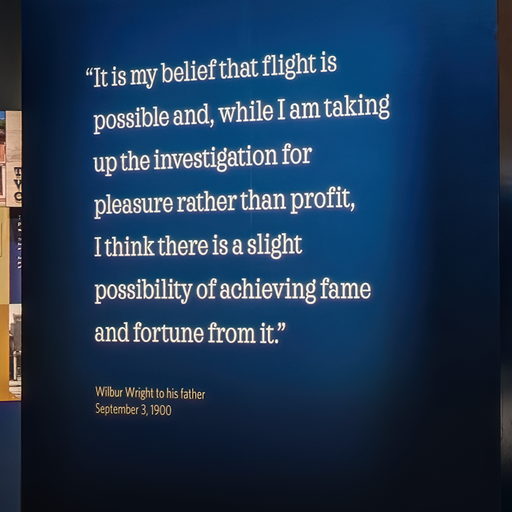 “It is my belief that flight is
possible and, while I am taking
up the investigation for
pleasure rather than profit,
I think there is a slight
possibility of achieving fame
and fortune from it.”
Wilbur Wright to his father
September 3, 1900